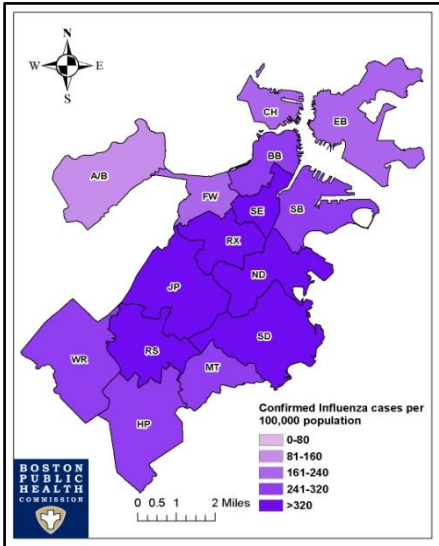 N
W E
S
CH
EB
BB
A/B
FW
SE
SB
RX
ND
JP
SD
RS
WR
MT
HP
Confirmed Influenza cases per
100,000 population
0-80
81-160
161-240
241-320
>320
BOSTON
PUBLIC
HEALTH
COMMISSION
0 0.5 1 2 Miles